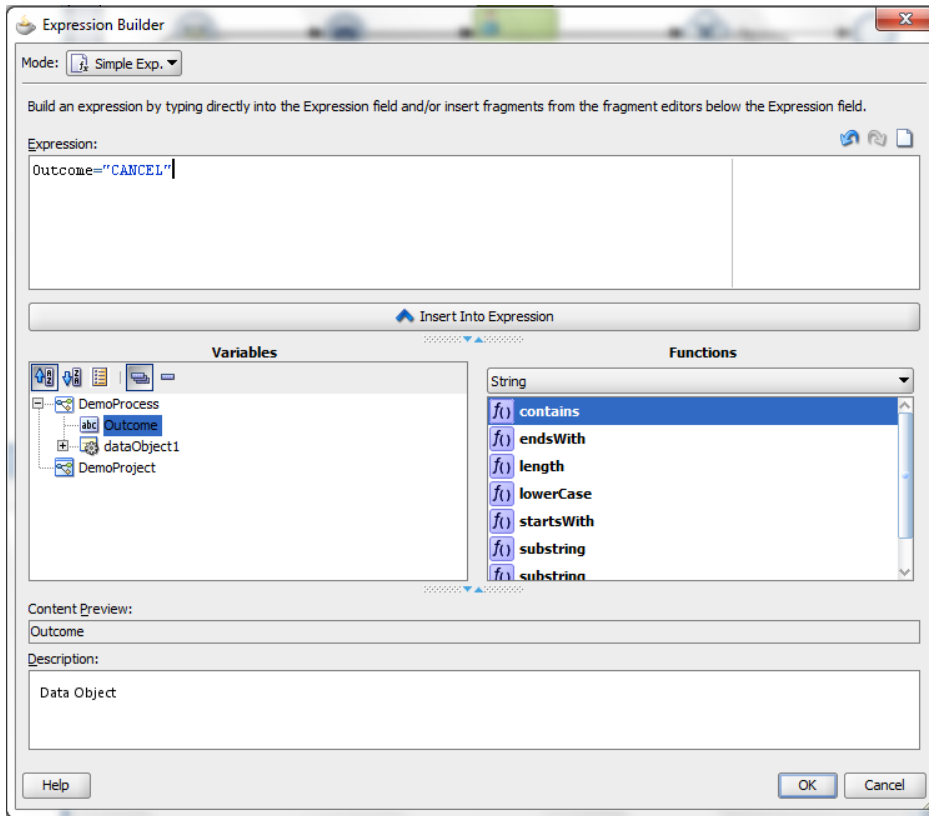 Expression Builder
Mode: Simple Exp.
Build an expression by typing directly into the Expression field and/or insert fragments from the fragment editors below the Expression field.
Expression:
Outcome="CANCEL"
Insert Into Expression
Variables
DemoProcess
abc Outcome
dataObject1
DemoProject
Functions
String
f() contains
f() endsWith
f() length
f() lowerCase
f() startsWith
f() substring
f() substring
Content Preview:
Outcome
Description:
Data Object
Help
OK
Cancel